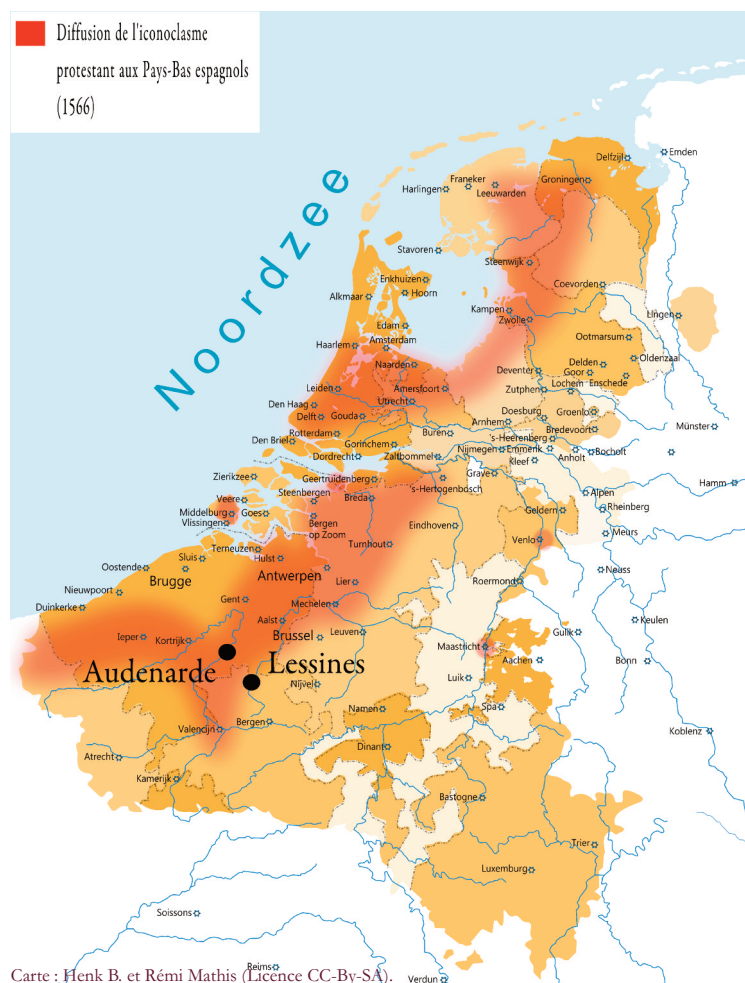 Diffusion de l'iconoclasme
protestant aux Pays-Bas espagnols
(1566)
Noordzee
Delfzijl
Emden
Groningen
Franeker
Harlingen
Leeuwarden
Stavoren
Steenwijk
Coevorden
Enkhuizen
Hoorn
Alkmaar
Kampen
Zwolle
Lingen
Edam
Amsterdam
Haarlem
Ootmarsum
Oldenzaal
Naarden
Delden
Goor
Deventer
Enschede
Lochem
Leiden
Amersfoort
Zutphen
Utrecht
Den Haag
Delft
Gouda
Doesburg
Groenlo
Arnhem
Bredevoort
Münster
Rotterdam
Buren
Den Briel
's-Heerenberg
Gorinchem
Nijmegen
Emmerik
Bocholt
Dordrecht
Zaltbommel
Kleef
Anholt
Grave
Hamm
Zierikzee
Geertruidenberg
's-Hertogenbosch
Steenbergen
Alpen
Veere
Breda
Rheinberg
Middelburg
Goes
Geldern
Vlissingen
Bergen
op Zoom
Eindhoven
Meurs
Terneuzen
Turnhout
Venlo
Sluis
Hulst
Oostende
Antwerpen
Neuss
Brugge
Lier
Roermond
Nieuwpoort
Gent
Mechelen
Duinkerke
Aalst
Keulen
Ieper
Kortrijk
Brussel
Leuven
Gulik
Maastricht
Audenarde
Lessines
Aachen
Bonn
Nijvel
Luik
Namen
Spa
Bergen
Valencijn
Koblenz
Dinant
Atrecht
Kamerijk
Bastogne
Trier
Luxemburg
Soissons
Reims
Carte : Henk B. et Rémi Mathis (Licence CC-By-SA).
Verdun